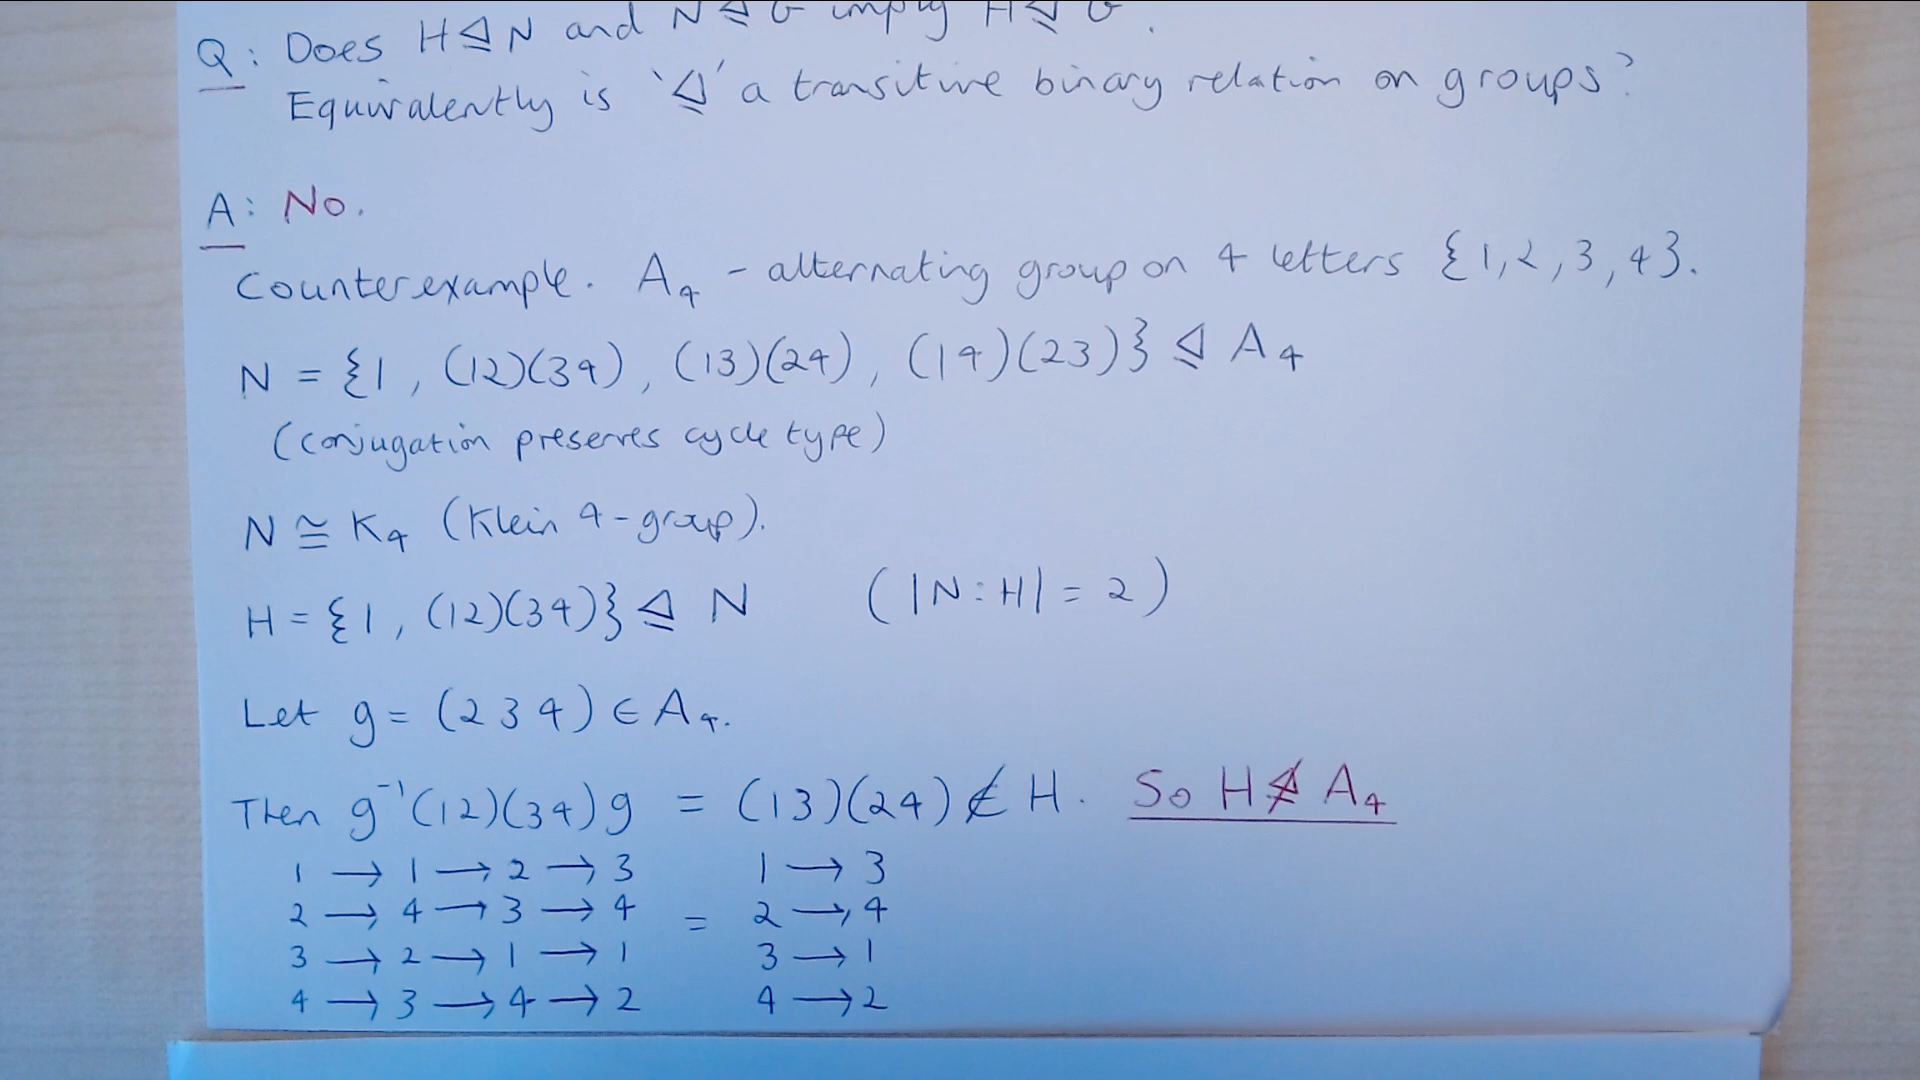 Q: Does H⊴N and N⊴G imply H⊴G.
Equivalently is '⊴' a transitive binary relation on groups?
A: No.
Counterexample. A₄ - alternating group on 4 letters {1,2,3,4}.
N = {1, (12)(34), (13)(24), (14)(23)} ⊴ A₄
(conjugation preserves cycle type)
N ≅ K₄ (Klein 4-group).
H = {1, (12)(34)} ⊴ N (|N:H| = 2)
Let g = (234) ∈ A₄.
Then g⁻¹(12)(34)g = (13)(24) ∉ H. So H ⋬ A₄
1 → 1 → 2 → 3 1 → 3
2 → 4 → 3 → 4 = 2 → 4
3 → 2 → 1 → 1 3 → 1
4 → 3 → 4 → 2 4 → 2